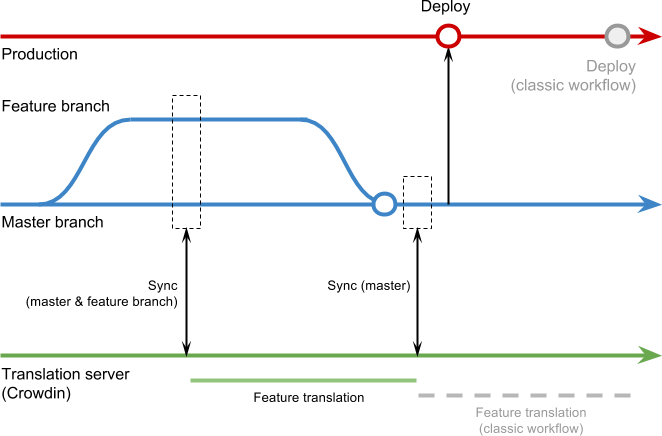 Deploy
Production
Deploy
(classic workflow)
Feature branch
Master branch
Sync
(master & feature branch)
Sync (master)
Translation server
(Crowdin)
Feature translation
Feature translation
(classic workflow)